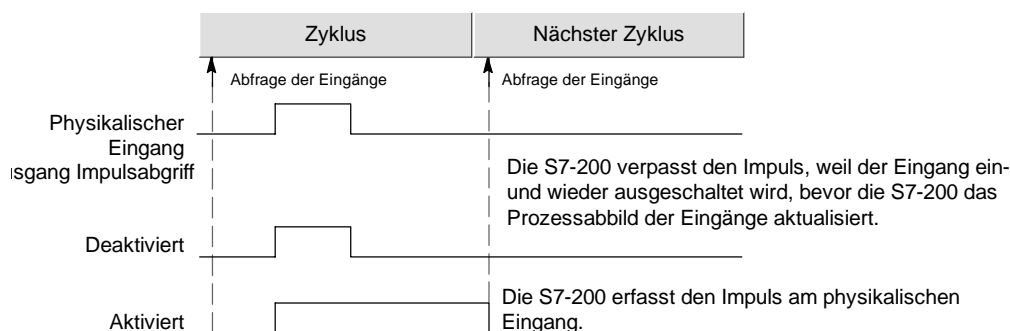 Zyklus
Nächster Zyklus
Abfrage der Eingänge
Abfrage der Eingänge
Physikalischer
Eingang
usgang Impulsabgriff
Die S7-200 verpasst den Impuls, weil der Eingang ein-
und wieder ausgeschaltet wird, bevor die S7-200 das
Prozessabbild der Eingänge aktualisiert.
Deaktiviert
Die S7-200 erfasst den Impuls am physikalischen
Eingang.
Aktiviert